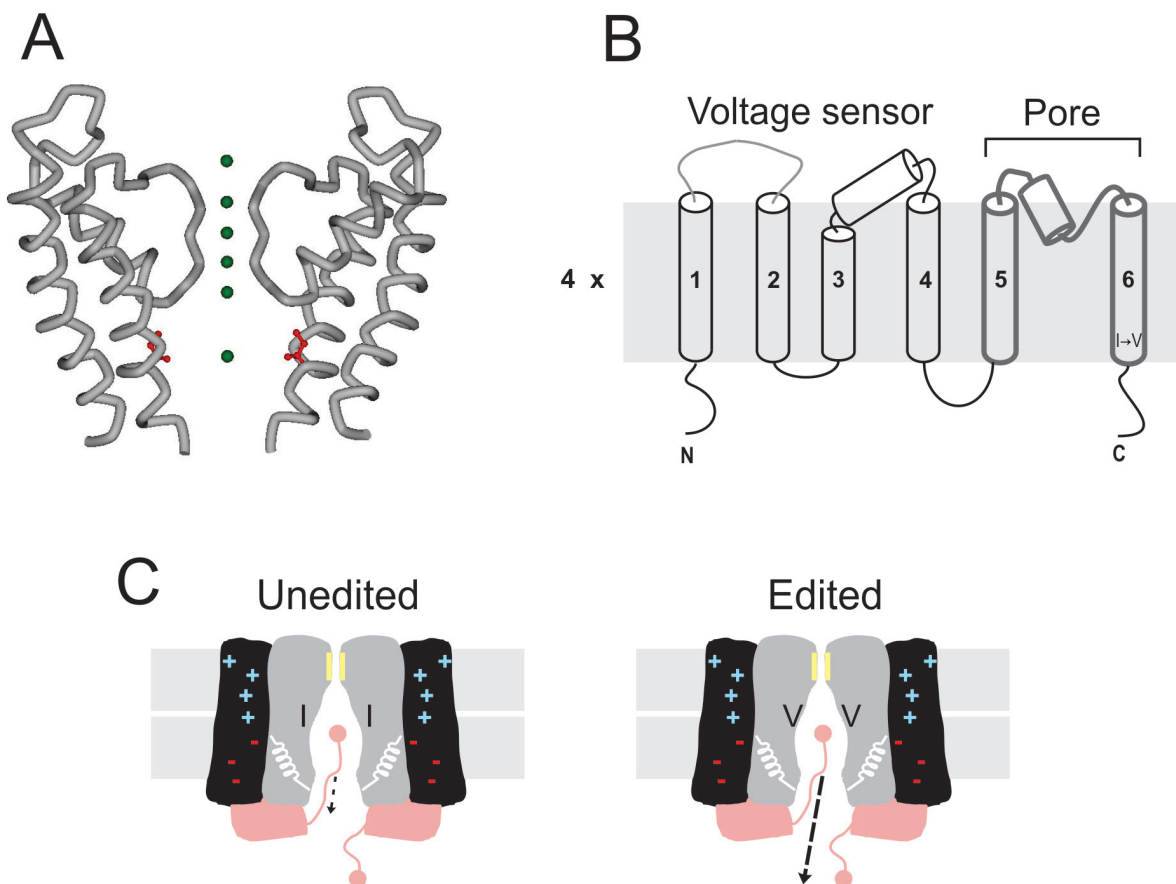 A
B
Voltage sensor
Pore
4 x
1 2 3 4 5 6
I→V
N
C
C
Unedited
Edited
+ + + + + + + +
I I V V
+ + + + + + + +
- - - - - -
- - - - - -